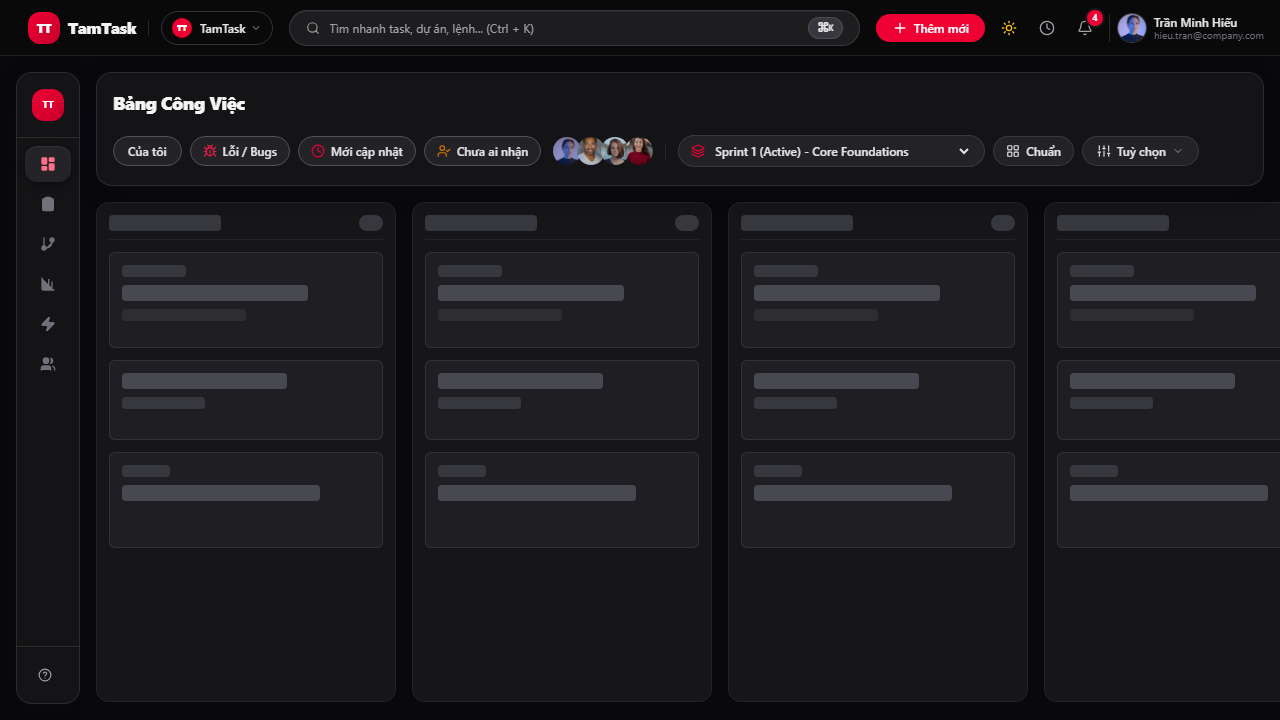 TT TamTask
TT TamTask
Tìm nhanh task, dự án, lệnh... (Ctrl + K)
⌘K
Thêm mới
4
Trần Minh Hiếu
hieu.tran@company.com
TT
Bảng Công Việc
Của tôi
Lỗi / Bugs
Mới cập nhật
Chưa ai nhận
Sprint 1 (Active) - Core Foundations
Chuẩn
Tuỳ chọn